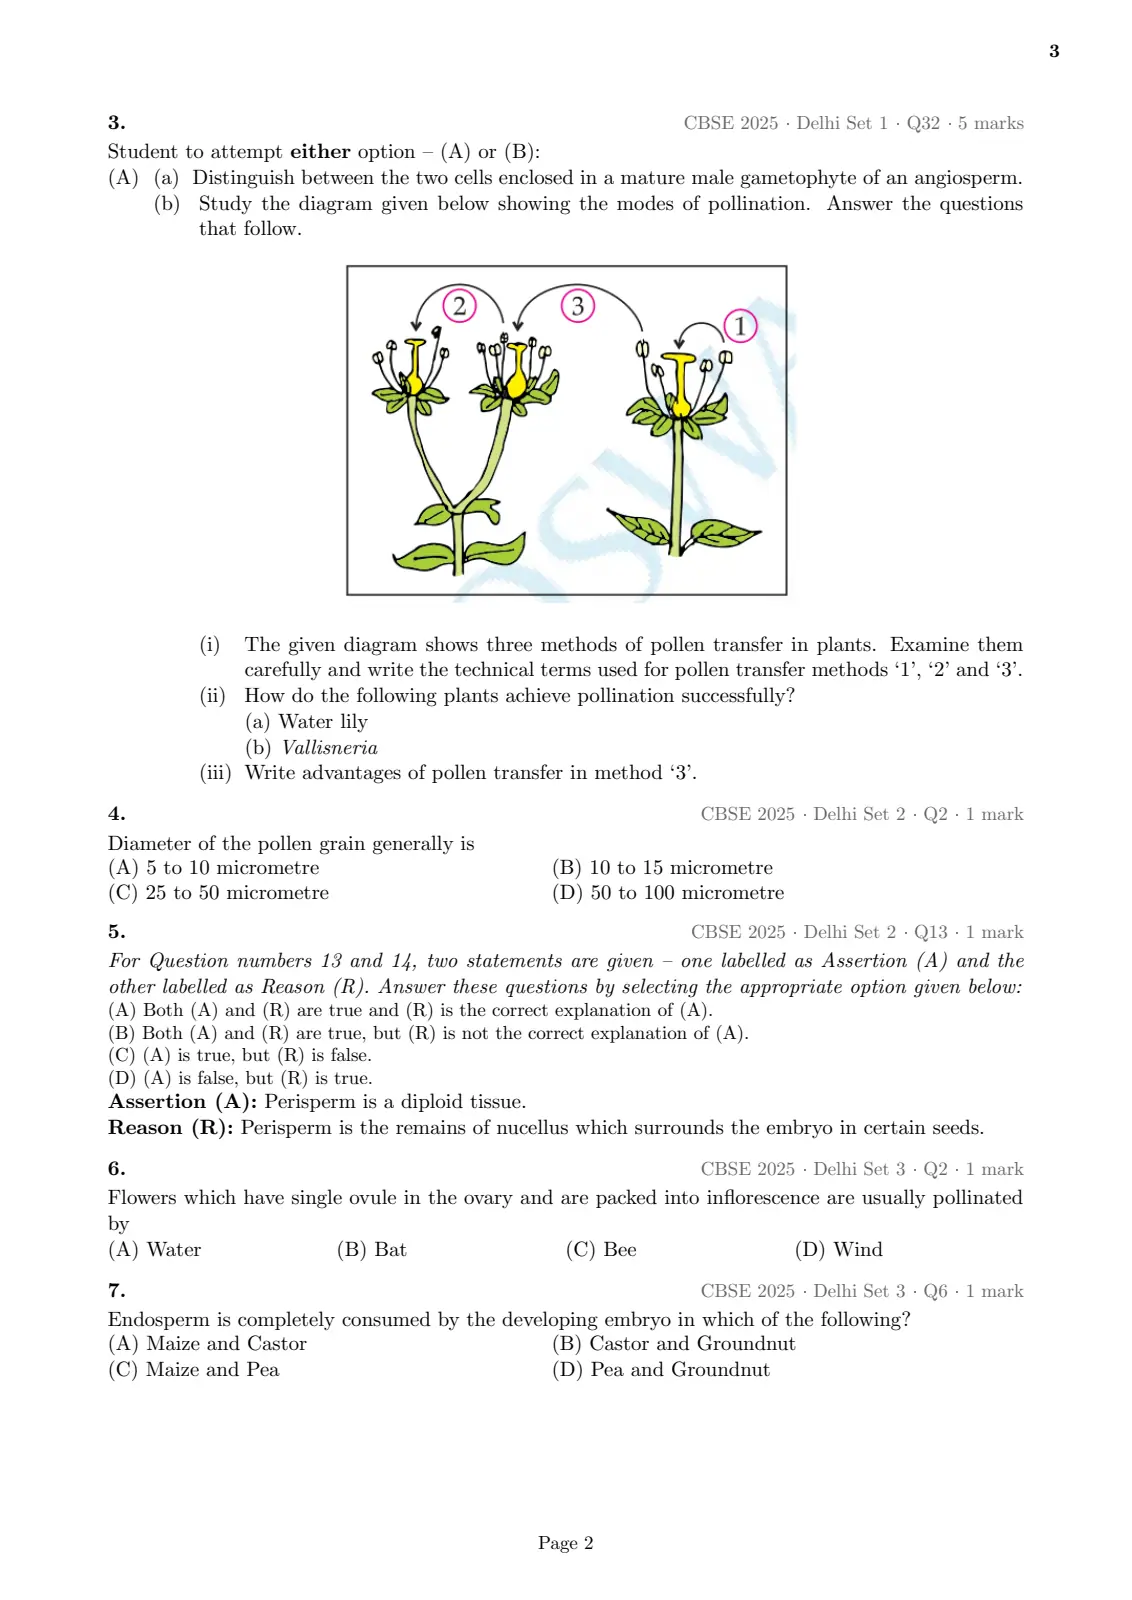 3
3.
CBSE 2025 · Delhi Set 1 · Q32 · 5 marks
Student to attempt either option – (A) or (B):
(A) (a) Distinguish between the two cells enclosed in a mature male gametophyte of an angiosperm.
(b) Study the diagram given below showing the modes of pollination. Answer the questions
that follow.
2
3
1
OSWA
(i) The given diagram shows three methods of pollen transfer in plants. Examine them
carefully and write the technical terms used for pollen transfer methods ‘1’, ‘2’ and ‘3’.
(ii) How do the following plants achieve pollination successfully?
(a) Water lily
(b) Vallisneria
(iii) Write advantages of pollen transfer in method ‘3’.
4.
CBSE 2025 · Delhi Set 2 · Q2 · 1 mark
Diameter of the pollen grain generally is
(A) 5 to 10 micrometre
(B) 10 to 15 micrometre
(C) 25 to 50 micrometre
(D) 50 to 100 micrometre
5.
CBSE 2025 · Delhi Set 2 · Q13 · 1 mark
For Question numbers 13 and 14, two statements are given – one labelled as Assertion (A) and the
other labelled as Reason (R). Answer these questions by selecting the appropriate option given below:
(A) Both (A) and (R) are true and (R) is the correct explanation of (A).
(B) Both (A) and (R) are true, but (R) is not the correct explanation of (A).
(C) (A) is true, but (R) is false.
(D) (A) is false, but (R) is true.
Assertion (A): Perisperm is a diploid tissue.
Reason (R): Perisperm is the remains of nucellus which surrounds the embryo in certain seeds.
6.
CBSE 2025 · Delhi Set 3 · Q2 · 1 mark
Flowers which have single ovule in the ovary and are packed into inflorescence are usually pollinated
by
(A) Water (B) Bat (C) Bee (D) Wind
7.
CBSE 2025 · Delhi Set 3 · Q6 · 1 mark
Endosperm is completely consumed by the developing embryo in which of the following?
(A) Maize and Castor
(B) Castor and Groundnut
(C) Maize and Pea
(D) Pea and Groundnut
Page 2